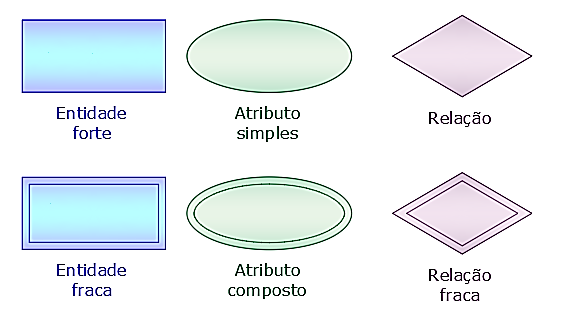 Entidade
forte
Atributo
simples
Relação
Entidade
fraca
Atributo
composto
Relação
fraca